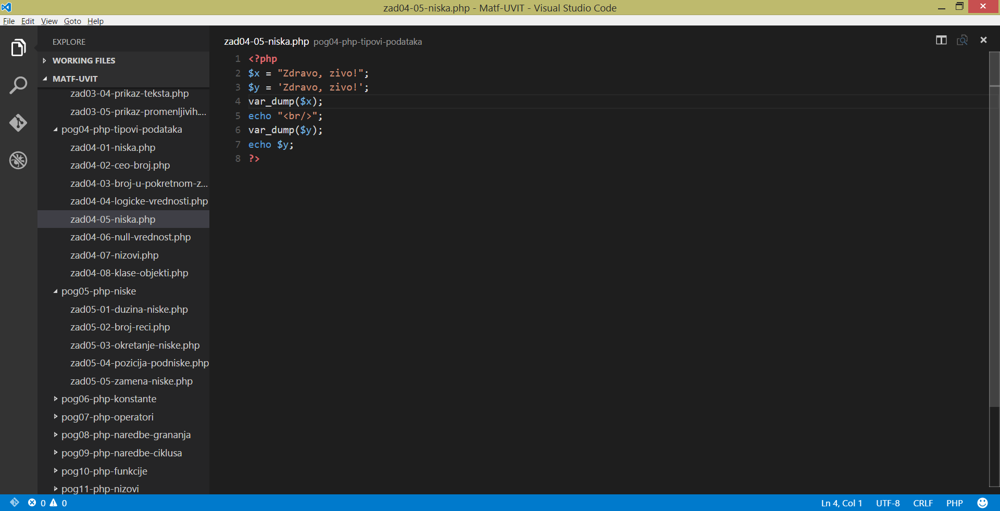 zad04-05-niska.php - Matf-UVIT - Visual Studio Code
File Edit View Goto Help
EXPLORE
WORKING FILES
MATF-UVIT
zad03-04-prikaz-teksta.php
zad03-05-prikaz-promenljivih....
pog04-php-tipovi-podataka
zad04-01-niska.php
zad04-02-ceo-broj.php
zad04-03-broj-u-pokretnom-z...
zad04-04-logicke-vrednosti.php
zad04-05-niska.php
zad04-06-null-vrednost.php
zad04-07-nizovi.php
zad04-08-klase-objekti.php
pog05-php-niske
zad05-01-duzina-niske.php
zad05-02-broj-reci.php
zad05-03-okretanje-niske.php
zad05-04-pozicija-podniske.php
zad05-05-zamena-niske.php
pog06-php-konstante
pog07-php-operatori
pog08-php-naredbe-grananja
pog09-php-naredbe-ciklusa
pog10-php-funkcije
pog11-php-nizovi
zad04-05-niska.php pog04-php-tipovi-podataka
1 <?php
2 $x = "Zdravo, zivo!";
3 $y = 'Zdravo, zivo!';
4 var_dump($x);
5 echo "<br/>";
6 var_dump($y);
7 echo $y;
8 ?>
0 0 Ln 4, Col 1 UTF-8 CRLF PHP